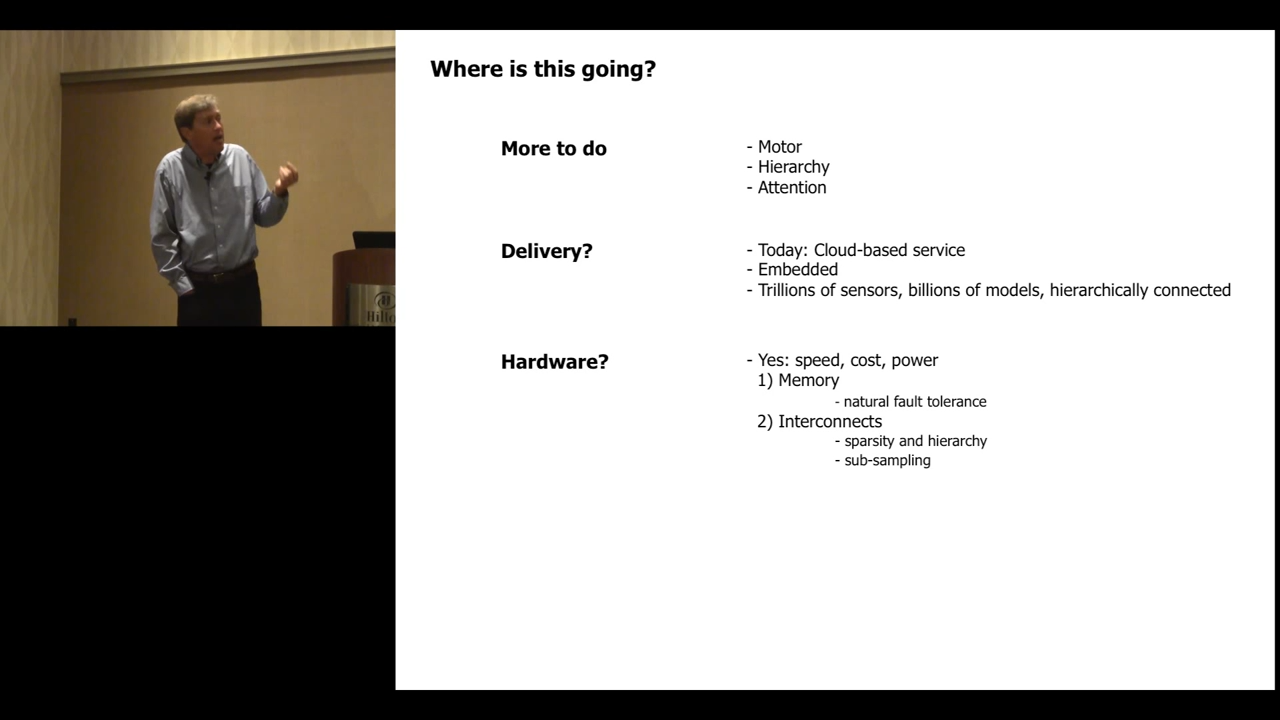 Where is this going?
More to do
- Motor
- Hierarchy
- Attention
Delivery?
- Today: Cloud-based service
- Embedded
- Trillions of sensors, billions of models, hierarchically connected
Hardware?
- Yes: speed, cost, power
1) Memory
- natural fault tolerance
2) Interconnects
- sparsity and hierarchy
- sub-sampling